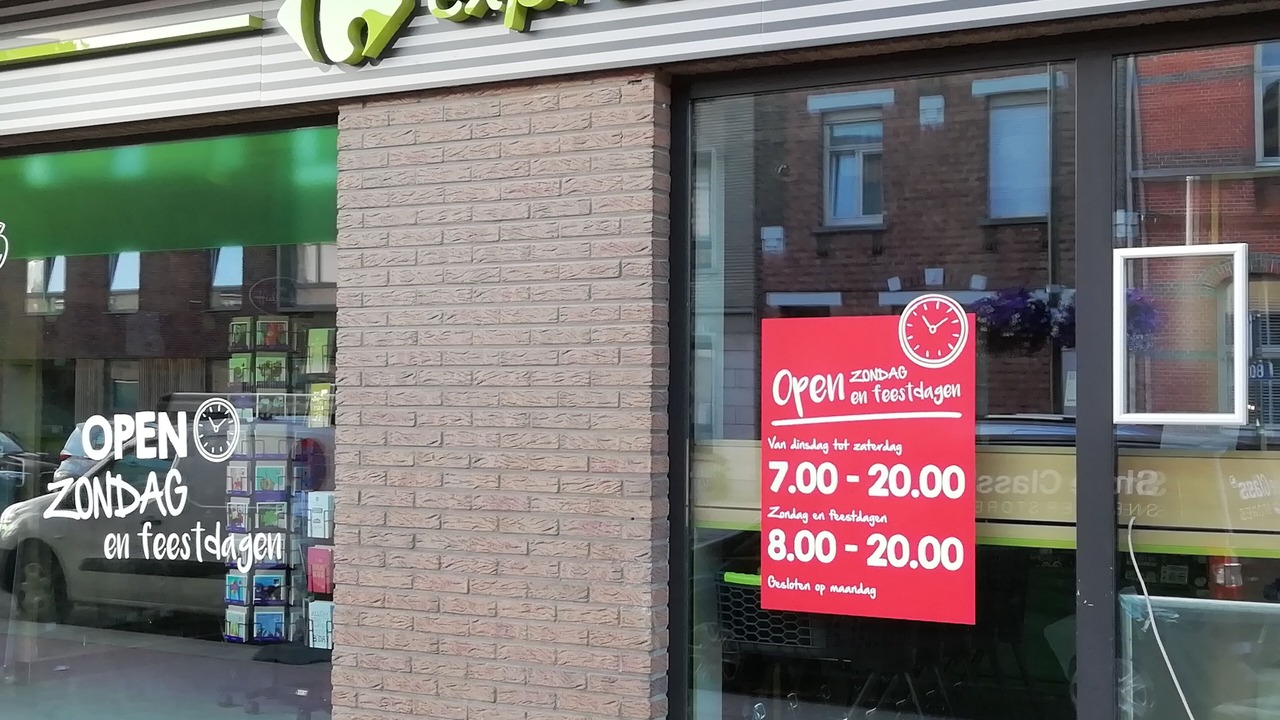 OPEN
ZONDAG
en feestdagen
Open ZONDAG
en feestdagen
Van dinsdag tot zaterdag
7.00 - 20.00
Zondag en feestdagen
8.00 - 20.00
Gesloten op maandag